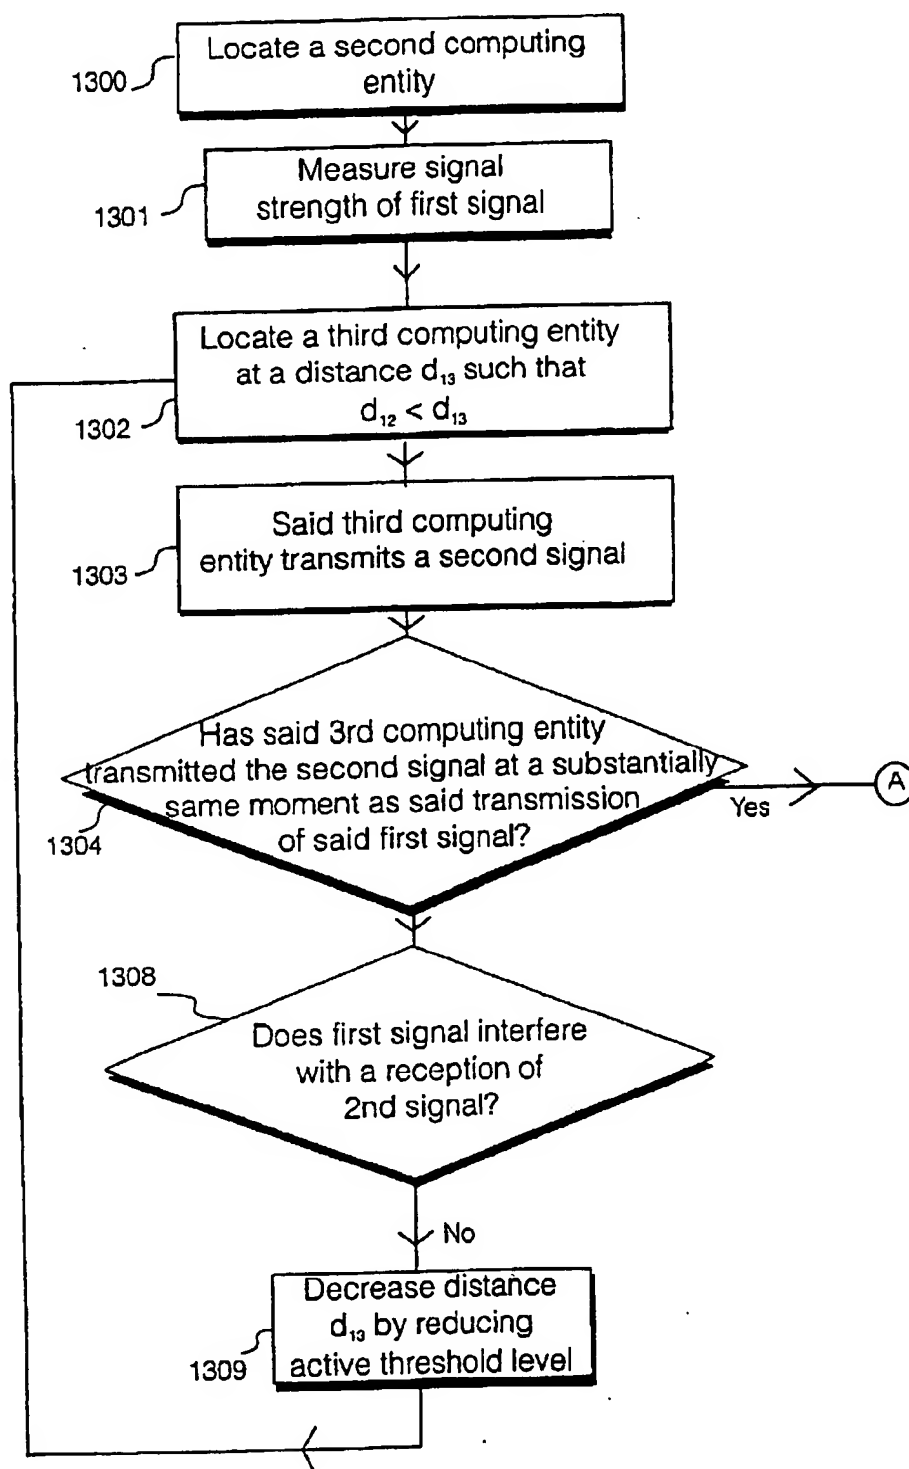 Locate a second computing
entity
1300
Measure signal
strength of first signal
1301
Locate a third computing entity
at a distance d₁₃ such that
d₁₂ < d₁₃
1302
Said third computing
entity transmits a second signal
1303
Has said 3rd computing entity
transmitted the second signal at a substantially
same moment as said transmission
of said first signal?
1304
Yes
A
1308
Does first signal interfere
with a reception of
2nd signal?
No
Decrease distance
d₁₃ by reducing
active threshold level
1309